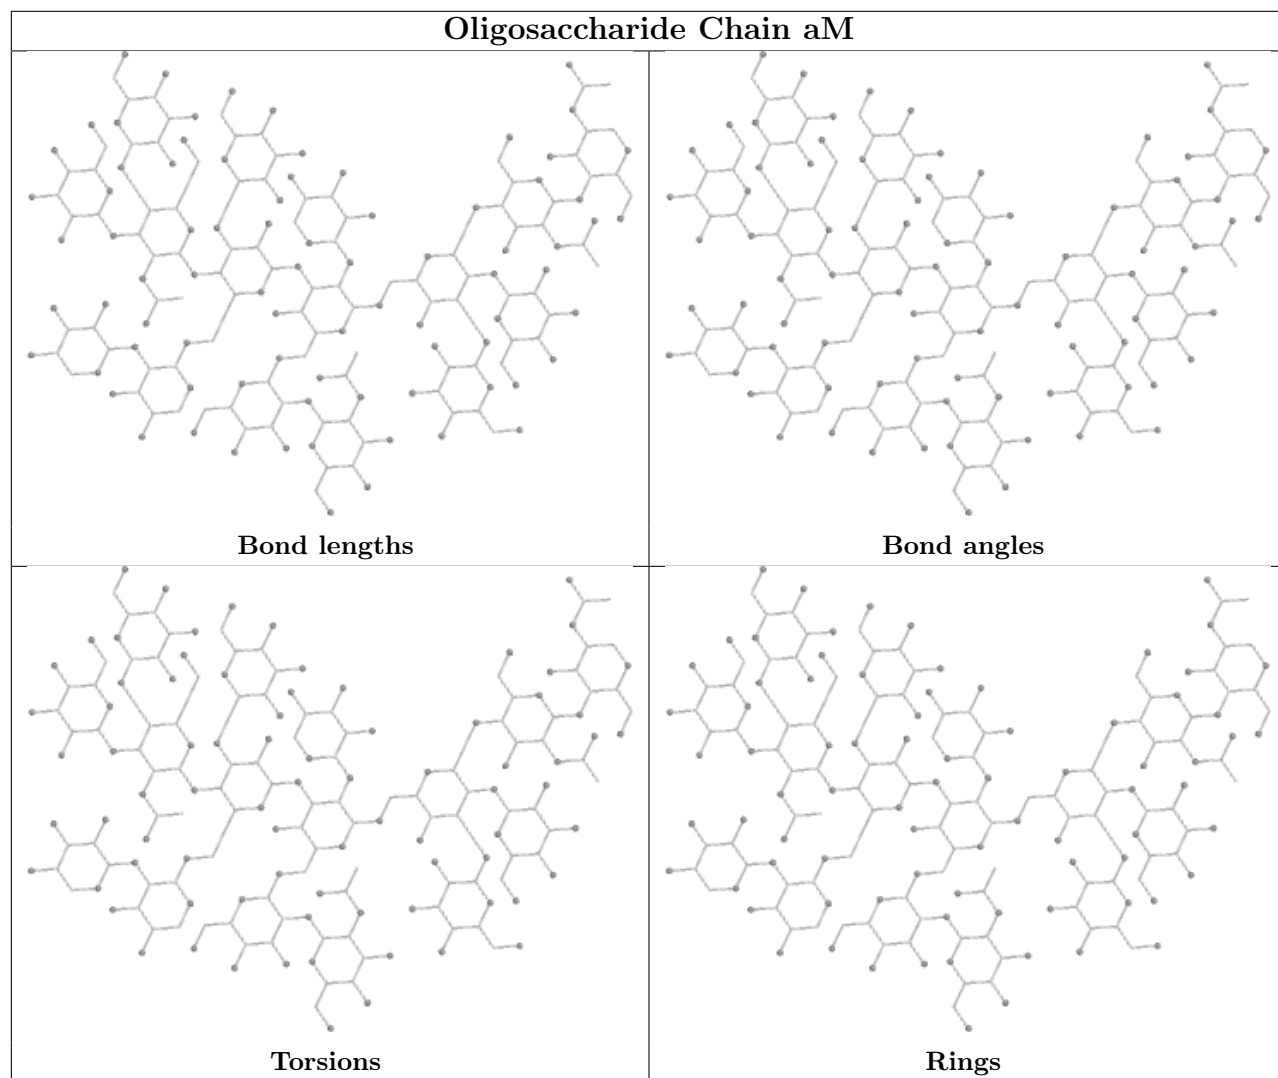 Oligosaccharide Chain aM
Bond lengths
Bond angles
Torsions
Rings